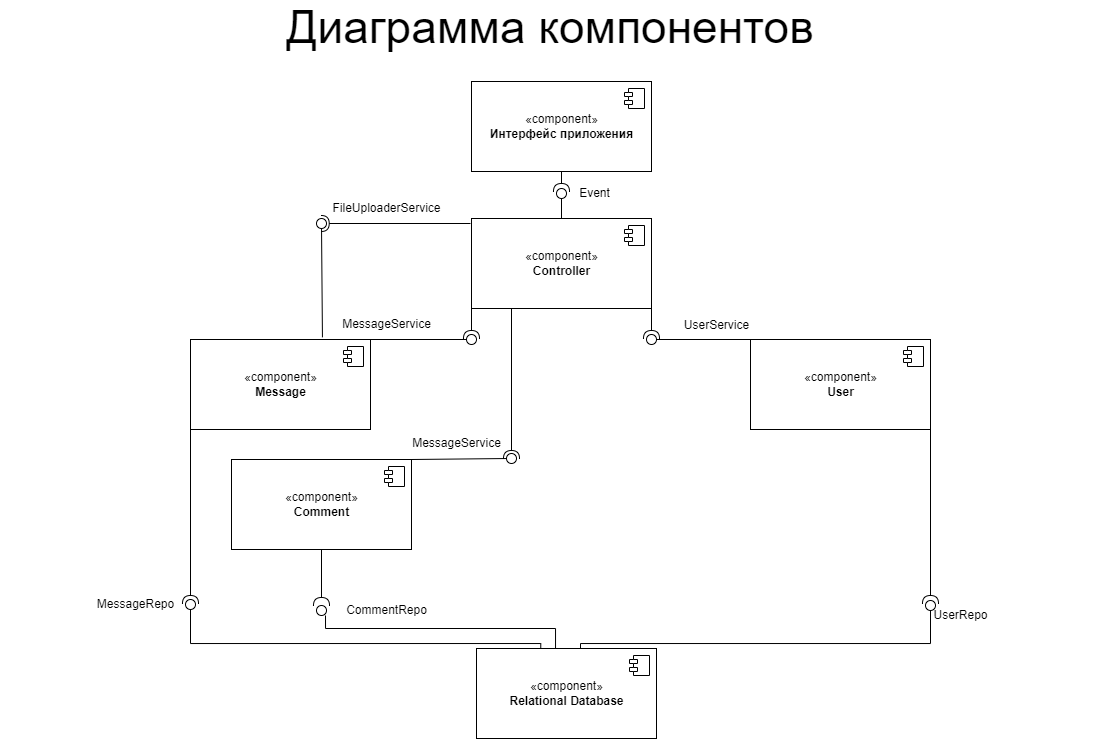 Диаграмма компонентов
«component»
Интерфейс приложения
Event
FileUploaderService
«component»
Controller
MessageService
UserService
«component»
Message
«component»
User
MessageService
«component»
Comment
MessageRepo
CommentRepo
UserRepo
«component»
Relational Database